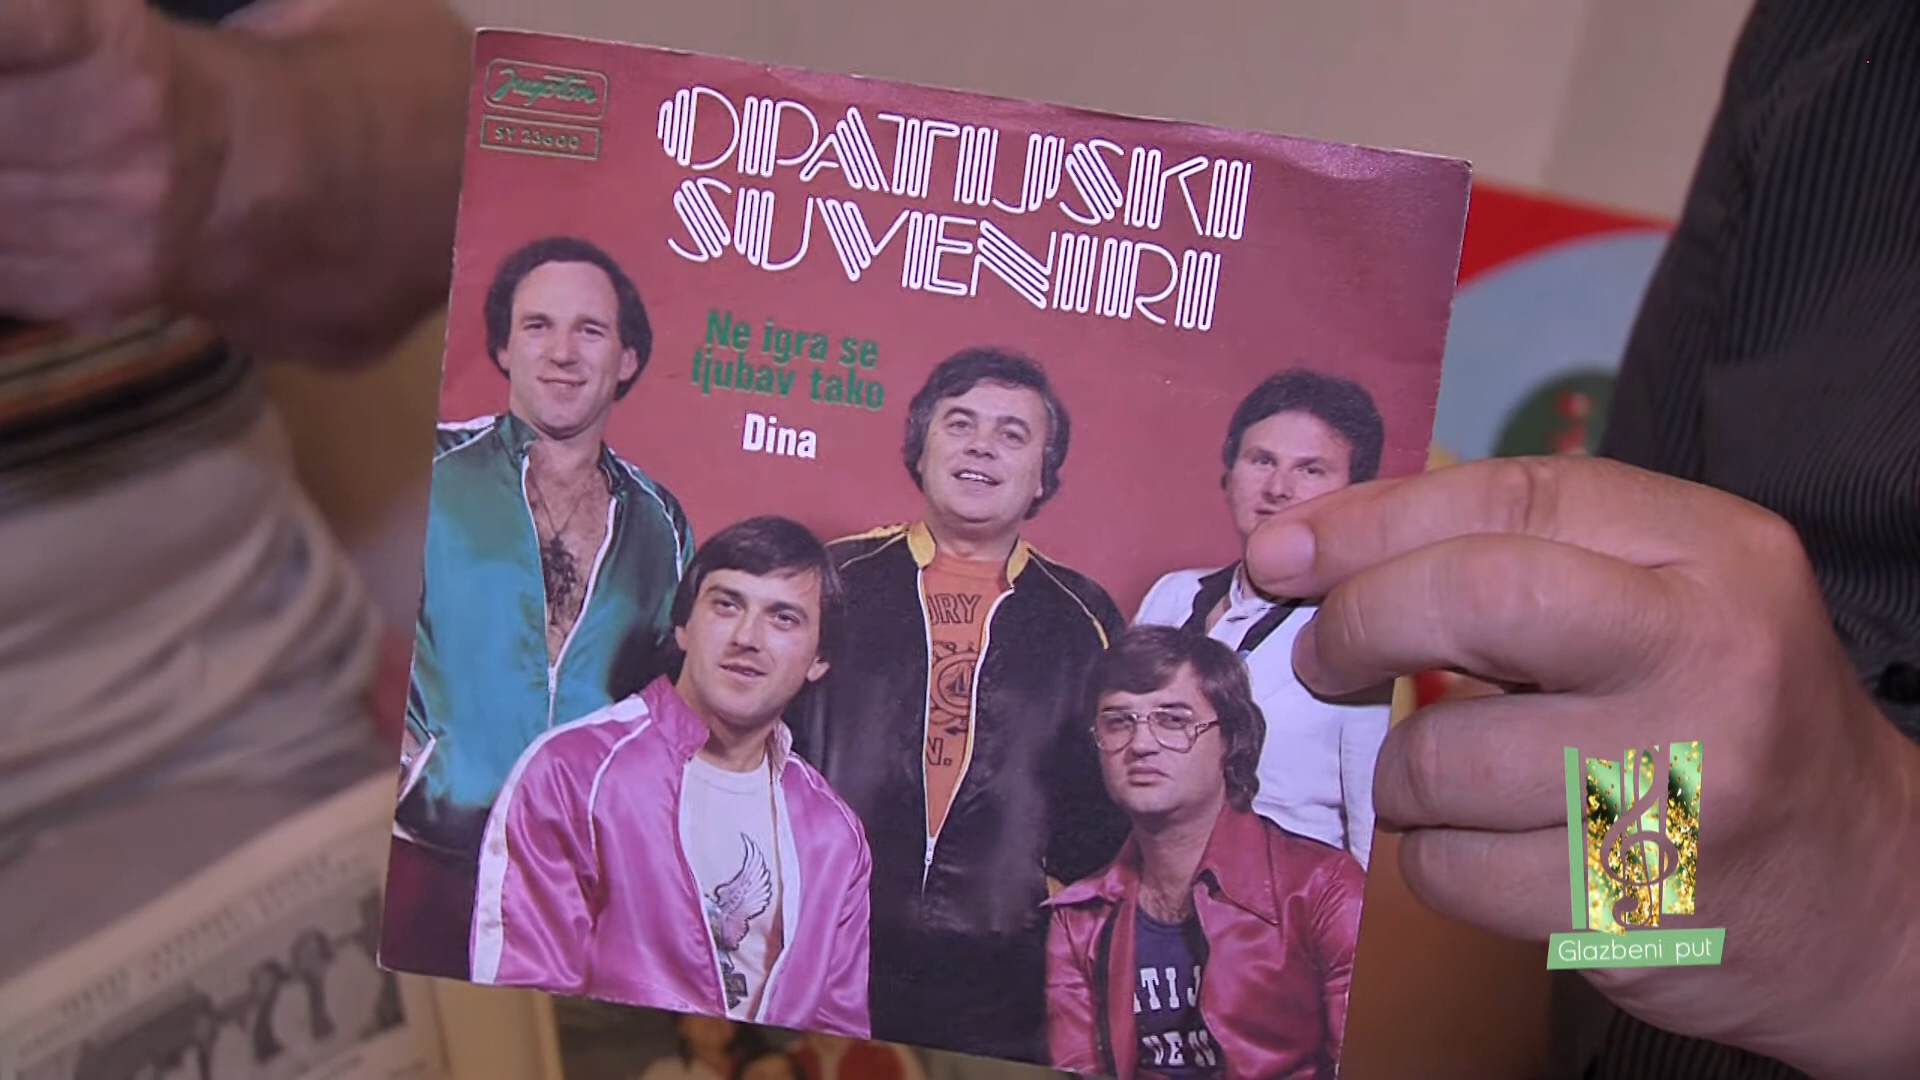 Jugoton
SY 23600
OPATIJSKI
SUVENIRI
Ne igra se
ljubav tako
Dina
N.
Glazbeni put